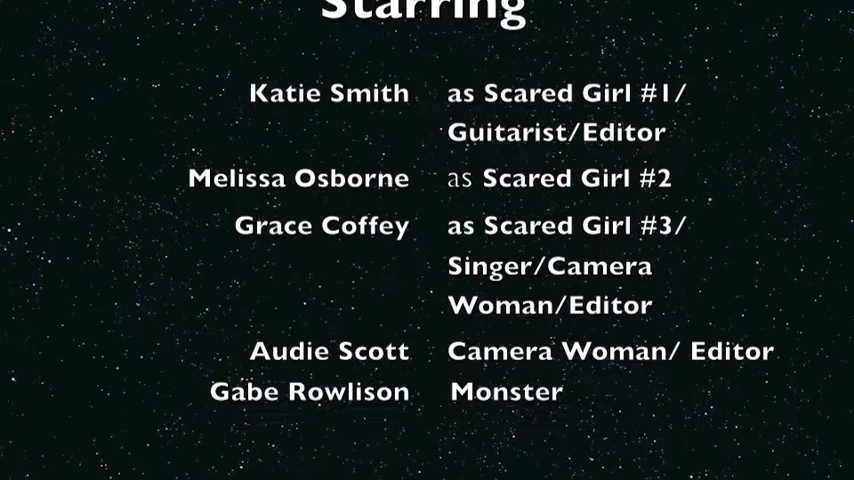 Starring
Katie Smith as Scared Girl #1/
Guitarist/Editor
Melissa Osborne as Scared Girl #2
Grace Coffey as Scared Girl #3/
Singer/Camera
Woman/Editor
Audie Scott Camera Woman/ Editor
Gabe Rowlison Monster